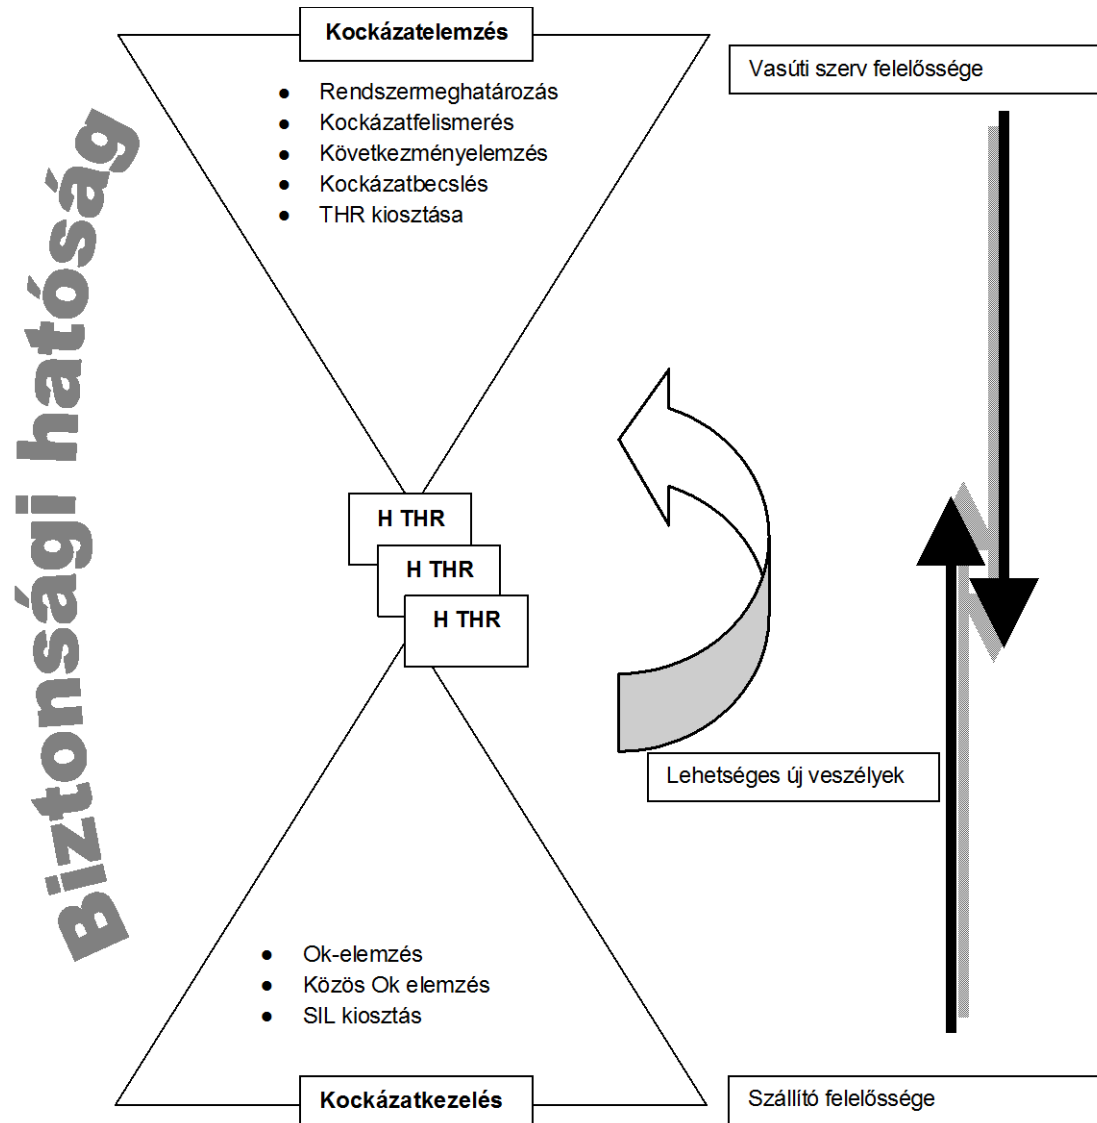 Kockázatelemzés
Vasúti szerv felelőssége
● Rendszermeghatározás
● Kockázatfelismerés
● Következményelemzés
● Kockázatbecslés
● THR kiosztása
Biztonsági hatóság
H THR
H THR
H THR
Lehetséges új veszélyek
● Ok-elemzés
● Közös Ok elemzés
● SIL kiosztás
Kockázatkezelés
Szállító felelőssége